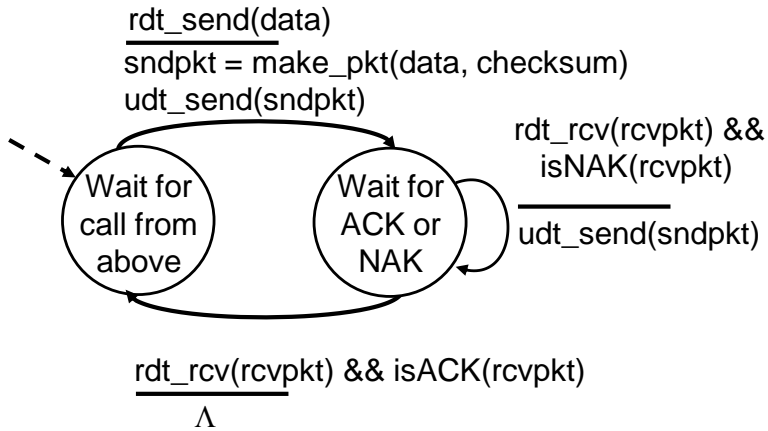 rdt_send(data)
sndpkt = make_pkt(data, checksum)
udt_send(sndpkt)
rdt_rcv(rcvpkt) &&
isNAK(rcvpkt)
udt_send(sndpkt)
Wait for
call from
above
Wait for
ACK or
NAK
rdt_rcv(rcvpkt) && isACK(rcvpkt)
Λ